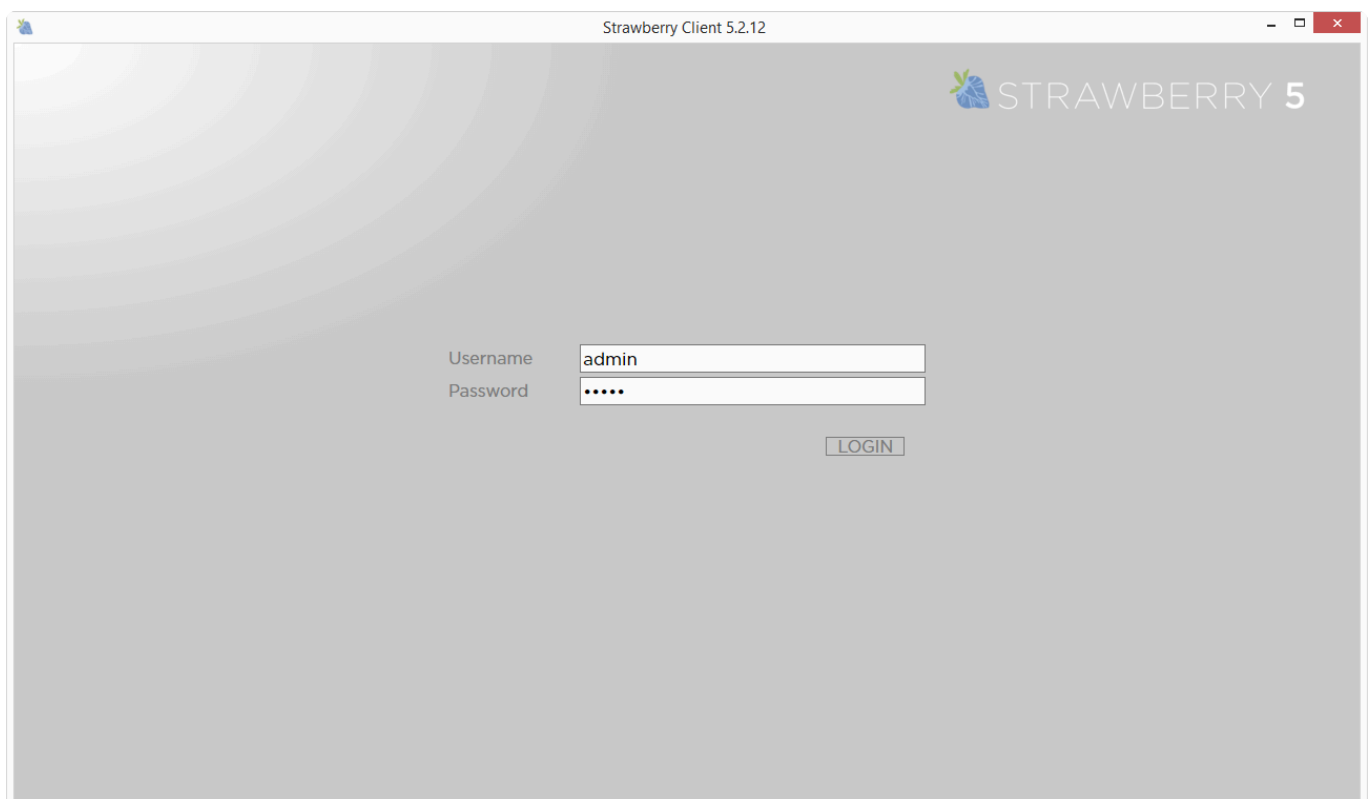 Strawberry Client 5.2.12
STRAWBERRY 5
Username admin
Password •••••
LOGIN